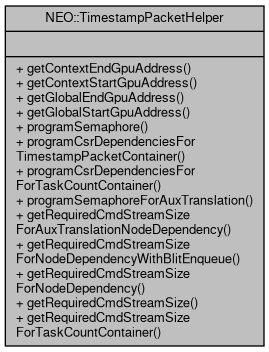 NEO::TimestampPacketHelper
+ getContextEndGpuAddress()
+ getContextStartGpuAddress()
+ getGlobalEndGpuAddress()
+ getGlobalStartGpuAddress()
+ programSemaphore()
+ programCsrDependenciesFor
TimestampPacketContainer()
+ programCsrDependencies
ForTaskCountContainer()
+ programSemaphoreForAuxTranslation()
+ getRequiredCmdStreamSize
ForAuxTranslationNodeDependency()
+ getRequiredCmdStreamSize
ForNodeDependencyWithBlitEnqueue()
+ getRequiredCmdStreamSize
ForNodeDependency()
+ getRequiredCmdStreamSize()
+ getRequiredCmdStreamSize
ForTaskCountContainer()